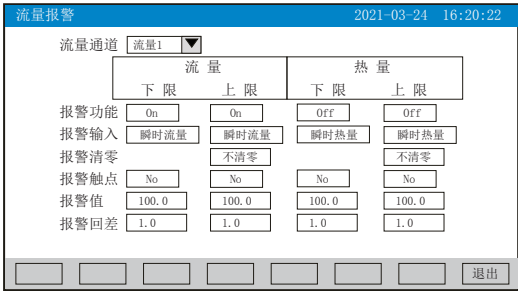 流量报警 2021-03-24 16:20:22
流量通道 流量1
流 量 热 量
下 限 上 限 下 限 上 限
报警功能 On On Off Off
报警输入 瞬时流量 瞬时流量 瞬时热量 瞬时热量
报警清零 不清零 不清零
报警触点 No No No No
报警值 100.0 100.0 100.0 100.0
报警回差 1.0 1.0 1.0 1.0
退出